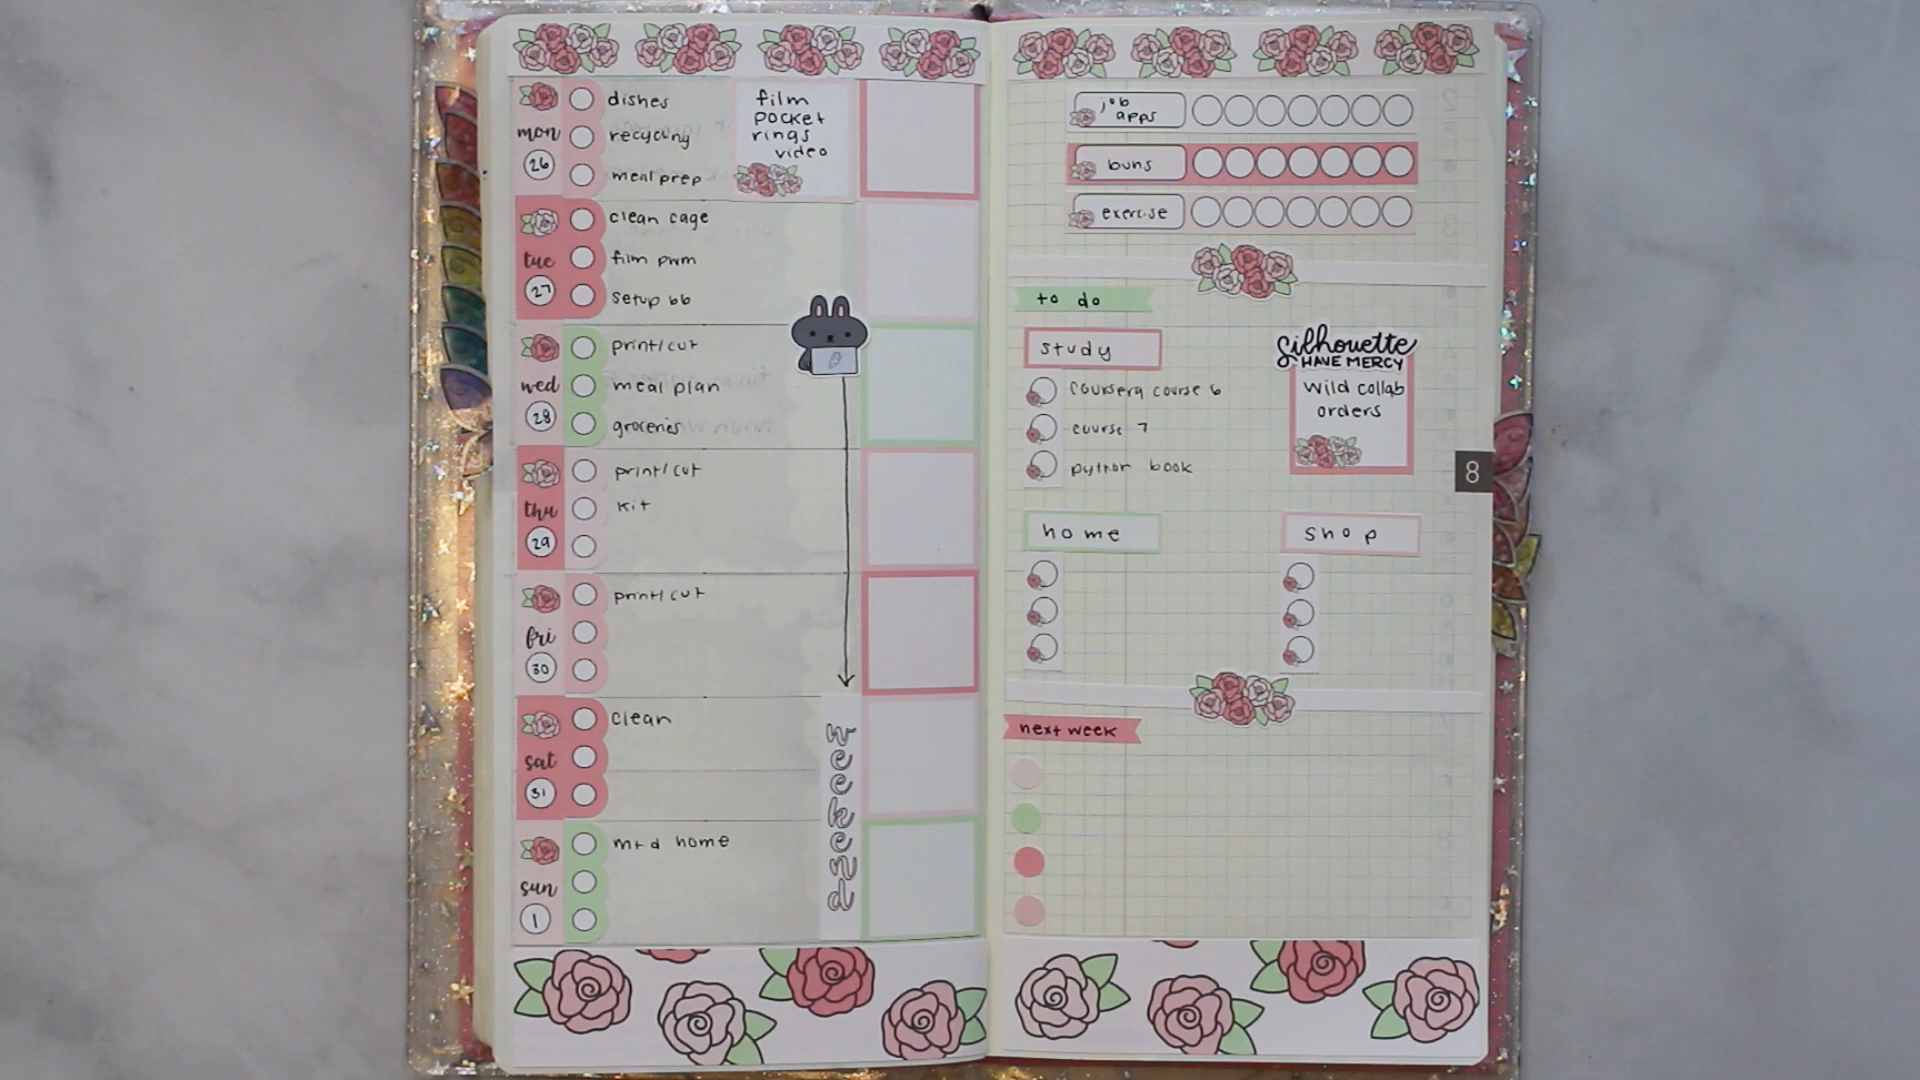 dishes
mon
recycling
26
meal prep
film
pocket
rings
video
clean cage
tue
film pwm
27
setup bb
print/cut
wed
meal plan
28
groceries
print/cut
thu
kit
29
print/cut
fri
30
clean
sat
31
weekend
m+d home
sun
1
job
apps
buns
exercise
to do
study
coursera course 6
course 7
python book
Silhouette
HAVE MERCY
wild collab
orders
8
home
shop
next week